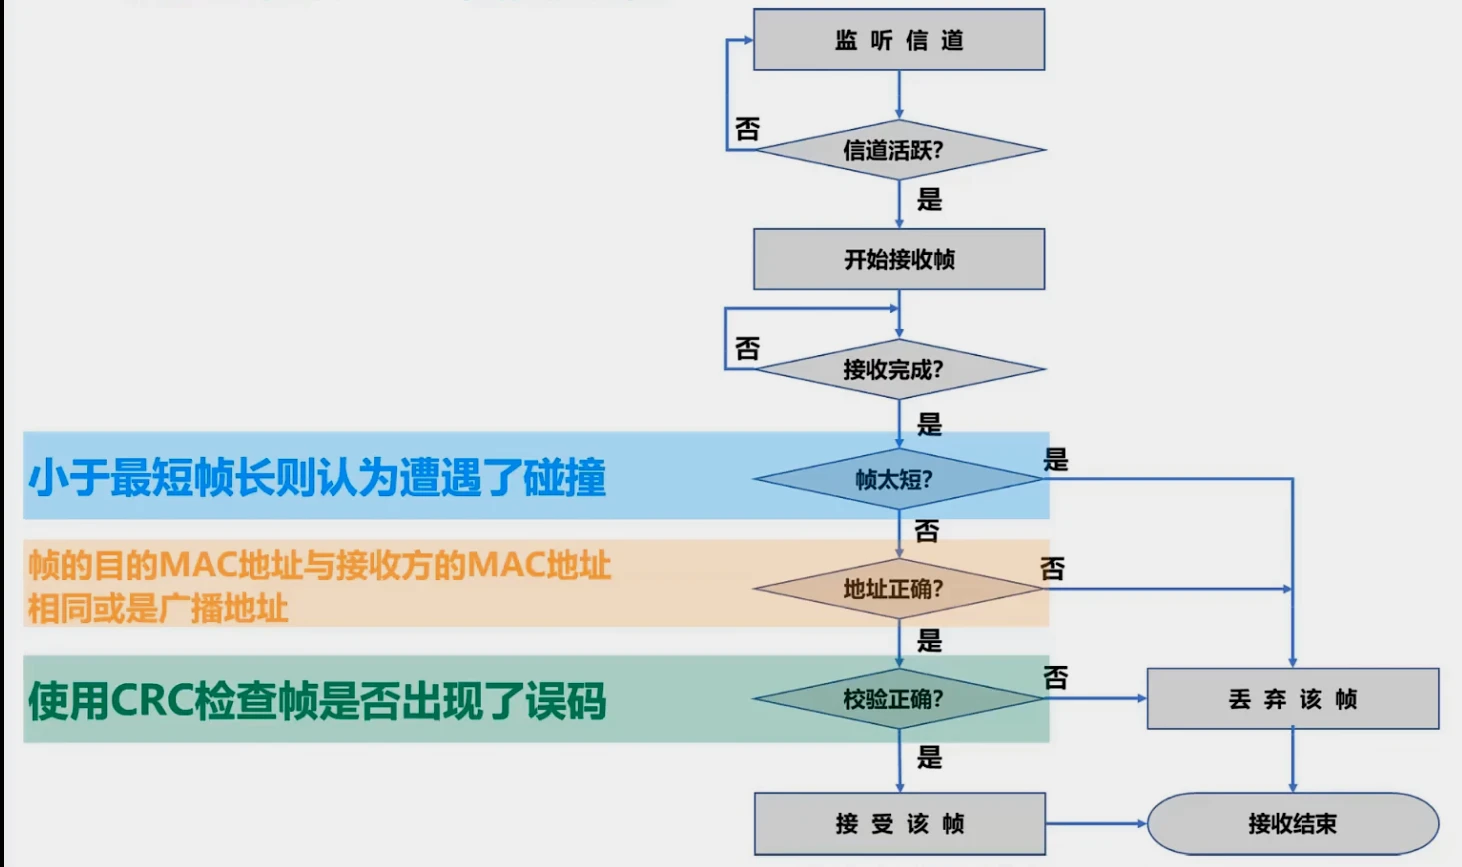 监听信道
否
信道活跃?
是
开始接收帧
否
接收完成?
是
小于最短帧长则认为遭遇了碰撞
帧太短?
是
否
帧的目的MAC地址与接收方的MAC地址
相同或是广播地址
地址正确?
否
是
使用CRC检查帧是否出现了误码
校验正确?
否
丢弃该帧
是
接受该帧
接收结束